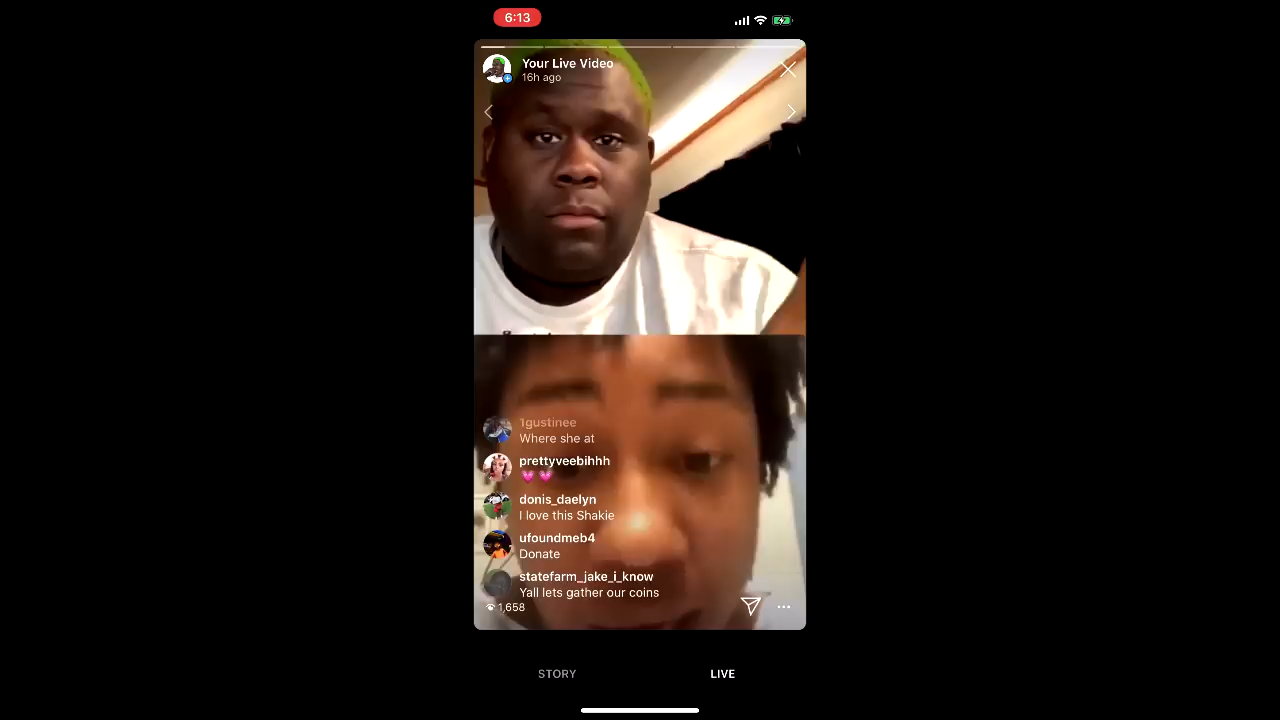 6:13
Your Live Video
16h ago
1gustinee
Where she at
prettyveebihhh
donis_daelyn
I love this Shakie
ufoundmeb4
Donate
statefarm_jake_i_know
Yall lets gather our coins
1,658
STORY
LIVE